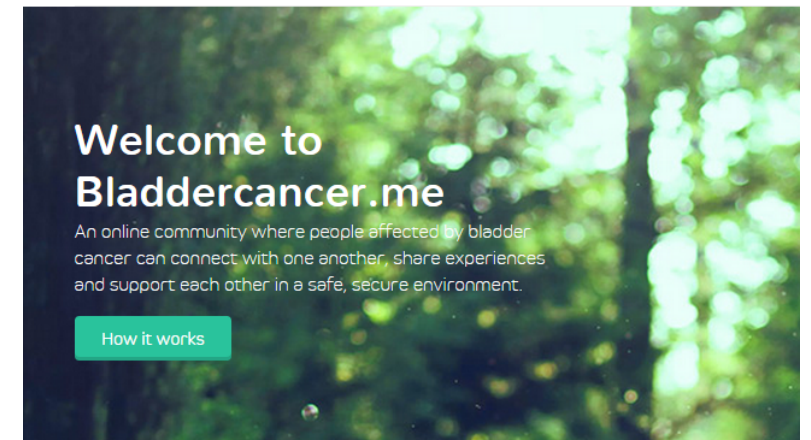 Welcome to
Bladdercancer.me
An online community where people affected by bladder
cancer can connect with one another, share experiences
and support each other in a safe, secure environment.
How it works